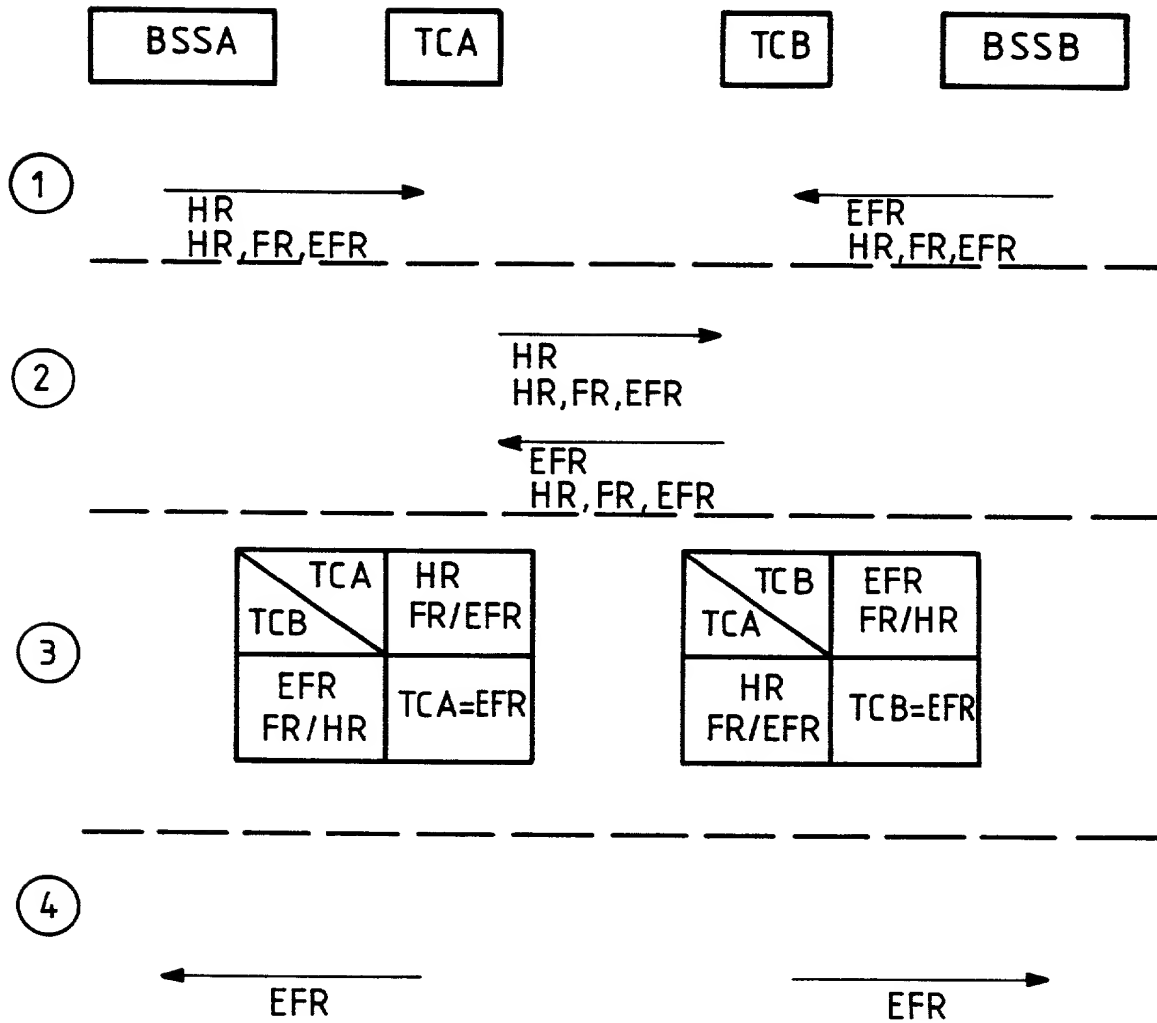 BSSA
TCA
TCB
BSSB
1
HR
HR,FR,EFR
EFR
HR,FR,EFR
2
HR
HR,FR,EFR
EFR
HR,FR,EFR
3
TCA
TCB
HR
FR/EFR
EFR
FR/HR
TCA=EFR
TCB
TCA
EFR
FR/HR
HR
FR/EFR
TCB=EFR
4
EFR
EFR